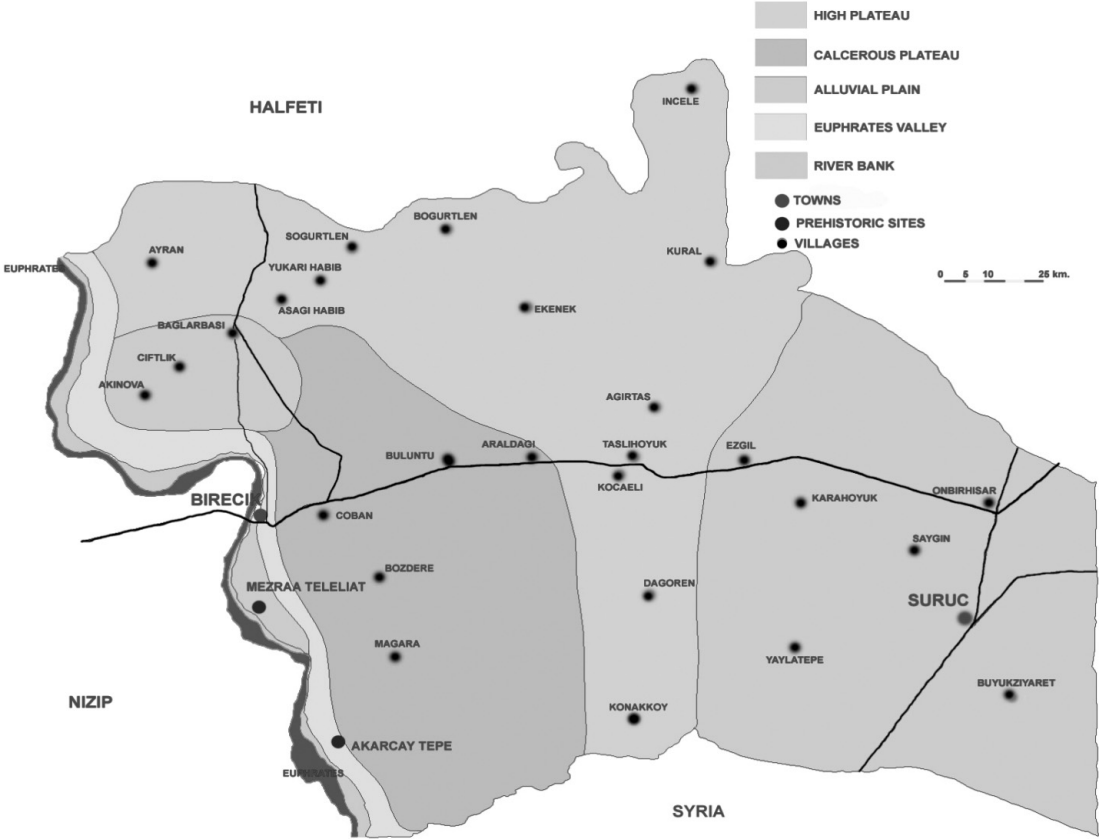 HIGH PLATEAU
CALCEROUS PLATEAU
ALLUVIAL PLAIN
EUPHRATES VALLEY
RIVER BANK
TOWNS
PREHISTORIC SITES
VILLAGES
0 5 10 25 km.
HALFETI
INCELE
BOGURTLEN
SOGURTLEN
AYRAN
KURAL
EUPHRATES
YUKARI HABIB
ASAGI HABIB
EKENEK
BAGLARBASI
CIFTLIK
AKINOVA
AGIRTAS
BULUNTU
ARALDAGI
TASLIHOYUK
EZGIL
KOCAELI
BIRECIK
COBAN
KARAHOYUK
ONBIRHISAR
SAYGIN
BOZDERE
MEZRAA TELELIAT
DAGOREN
SURUC
MAGARA
YAYLATEPE
BUYUKZIYARET
NIZIP
KONAKKOY
AKARCAY TEPE
EUPHRATES
SYRIA